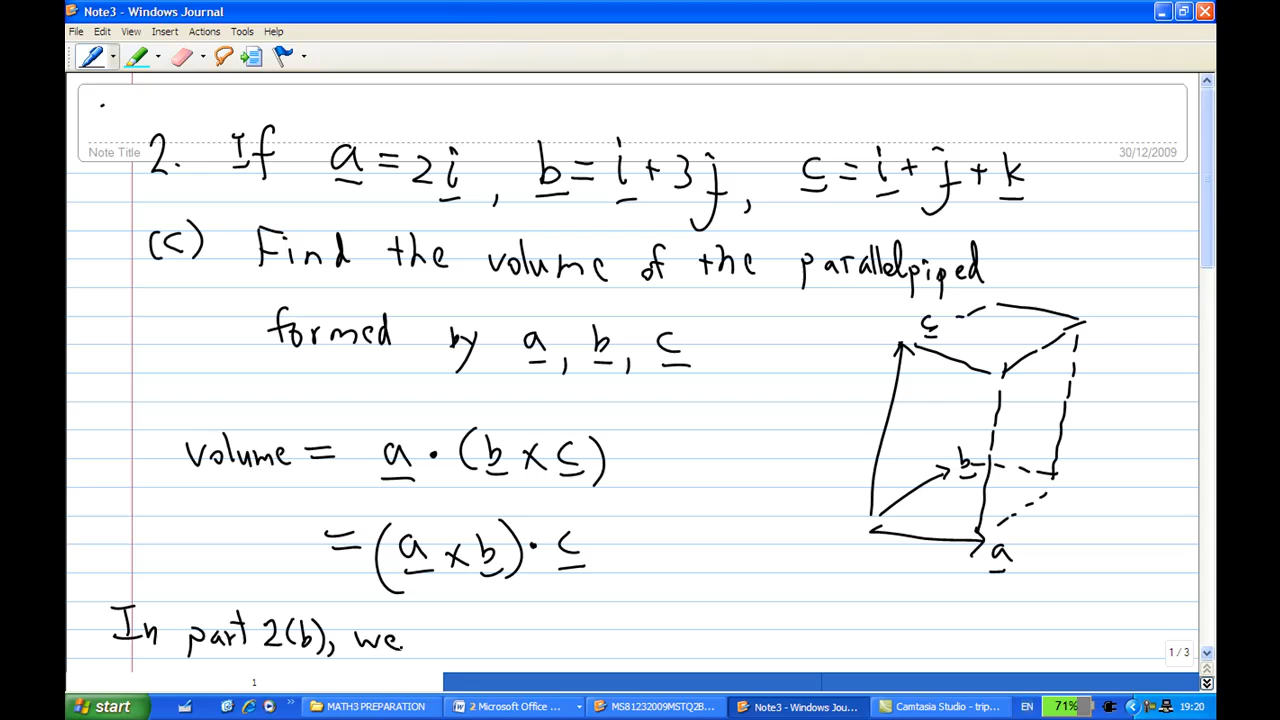 Note3 - Windows Journal
File Edit View Insert Actions Tools Help
2. If a = 2i, b = i + 3j, c = i + j + k
Note Title
30/12/2009
(c) Find the volume of the parallelpiped
formed by a, b, c
c
volume = a · (b × c)
b
= (a × b) · c
a
In part 2(b), we
1 / 3
1
start
MATH3 PREPARATION
2 Microsoft Office ...
MS81232009MSTQ2B...
Note3 - Windows Jou...
Camtasia Studio - trip...
EN
71%
19:20